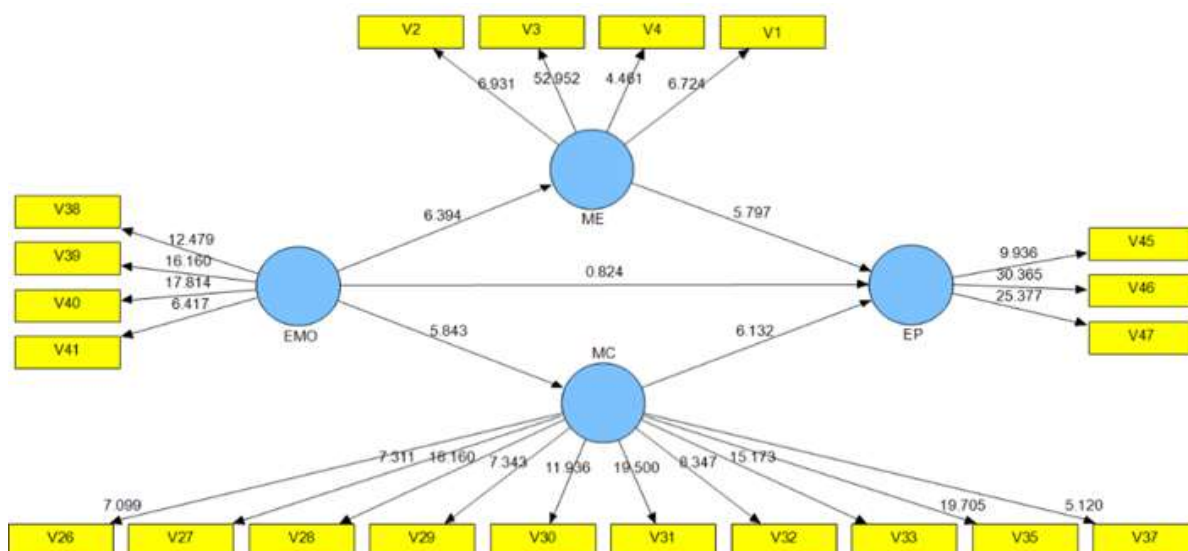 V2 V3 V4 V1
6.931 52.952 4.461 6.724
ME
V38
12.479
V39
16.160
V40
17.814
V41
6.417
EMO
6.394
5.797
0.824
5.843
6.132
EP
9.936
V45
30.365
V46
25.377
V47
MC
7.099 7.311 18.160 7.343 11.936 19.500 8.347 15.173 19.705 5.120
V26 V27 V28 V29 V30 V31 V32 V33 V35 V37